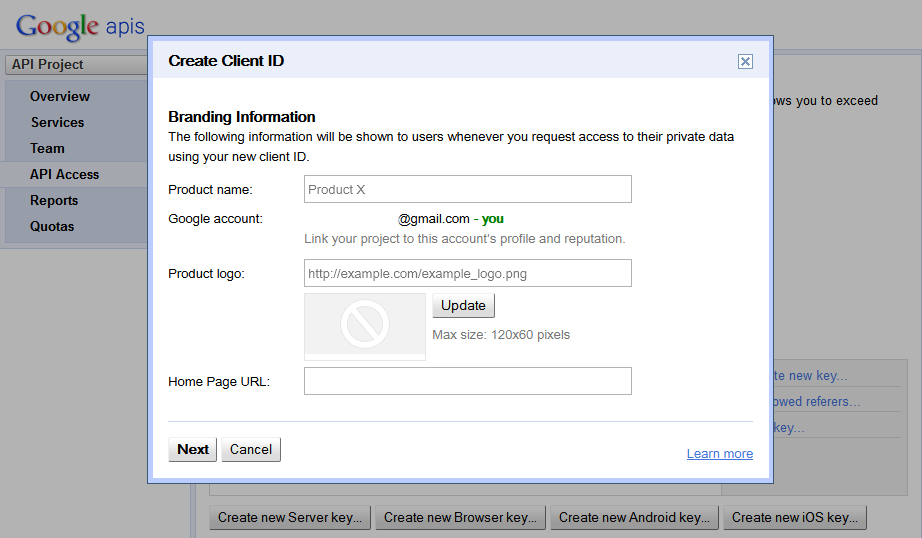 Google apis
API Project
Overview
Services
Team
API Access
Reports
Quotas
Create Client ID
Branding Information
The following information will be shown to users whenever you request access to their private data
using your new client ID.
Product name:
Product X
Google account:
@gmail.com - you
Link your project to this account's profile and reputation.
Product logo:
http://example.com/example_logo.png
Update
Max size: 120x60 pixels
Home Page URL:
Next
Cancel
Learn more
you to exceed
new key...
referers...
key...
Create new Server key...
Create new Browser key...
Create new Android key...
Create new iOS key...